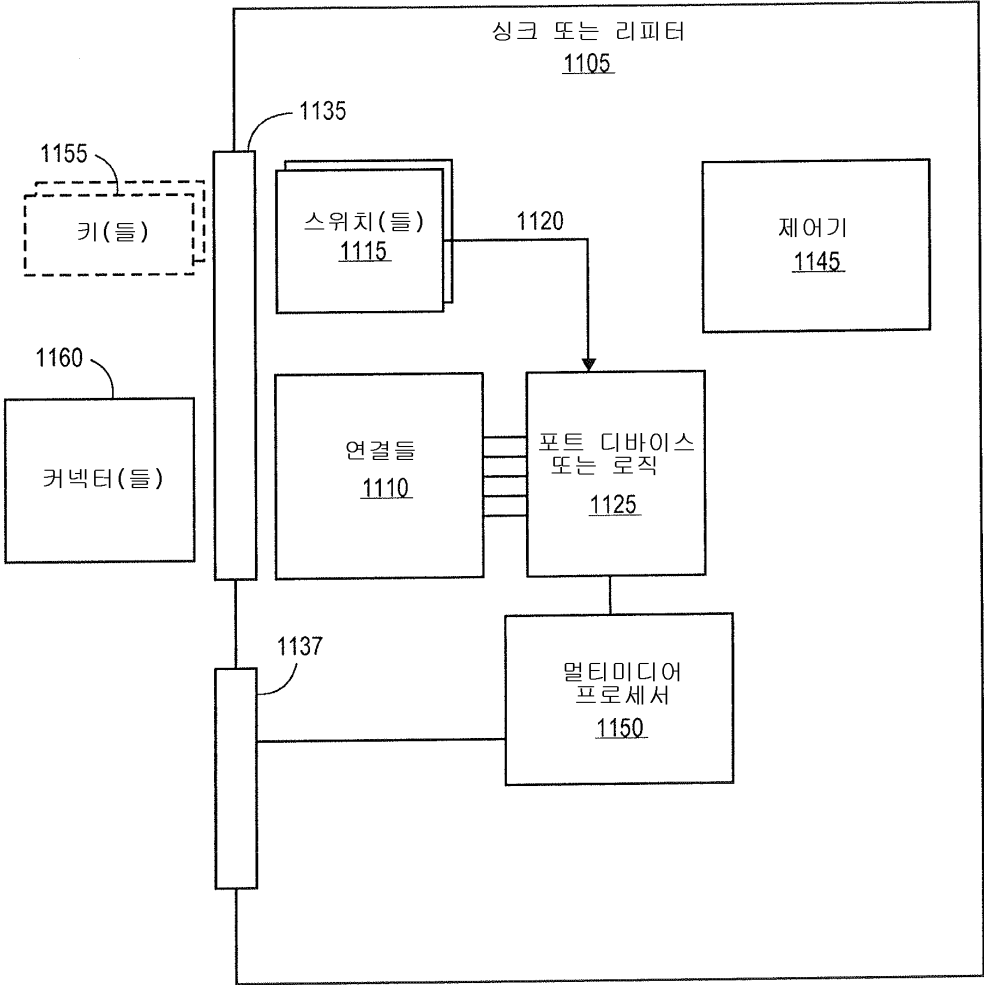 싱크 또는 리피터
1105
1135
1155
키(들)
스위치(들)
1115
1120
제어기
1145
1160
커넥터(들)
연결들
1110
포트 디바이스
또는 로직
1125
1137
멀티미디어
프로세서
1150